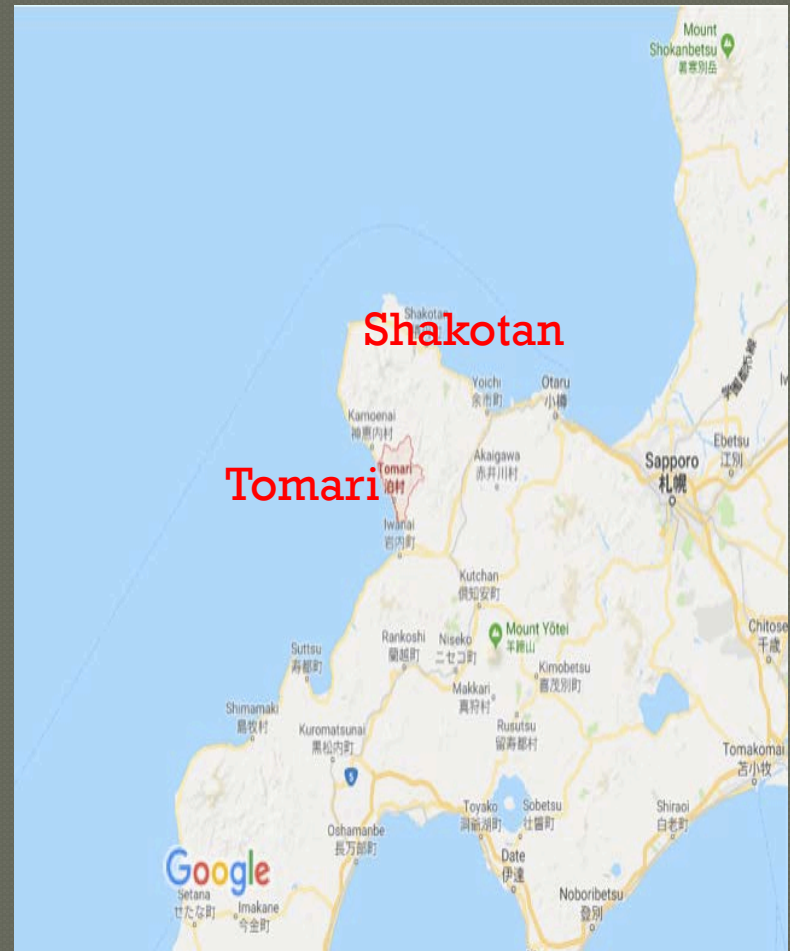 Mount
Shokanbetsu
暑寒別岳
Shakotan
Shakotan
Yoichi
余市町
Otaru
小樽
Kamoenai
神恵内村
Akaigawa
赤井川村
Sapporo
札幌
Ebetsu
江別
Tomari
Tomari
泊村
Iwanai
岩内町
Kutchan
倶知安町
Mount Yōtei
羊蹄山
Chitose
千歳
Rankoshi
蘭越町
Niseko
ニセコ町
Suttsu
寿都町
Kimobetsu
喜茂別町
Makkari
真狩村
Shimamaki
島牧村
Kuromatsunai
黒松内町
Rusutsu
留寿都村
Tomakomai
苫小牧
5
Toyako
洞爺湖町
Sobetsu
壮瞥町
Shiraoi
白老町
Oshamanbe
長万部町
Date
伊達
Google
Setana
せたな町
Imakane
今金町
Noboribetsu
登別